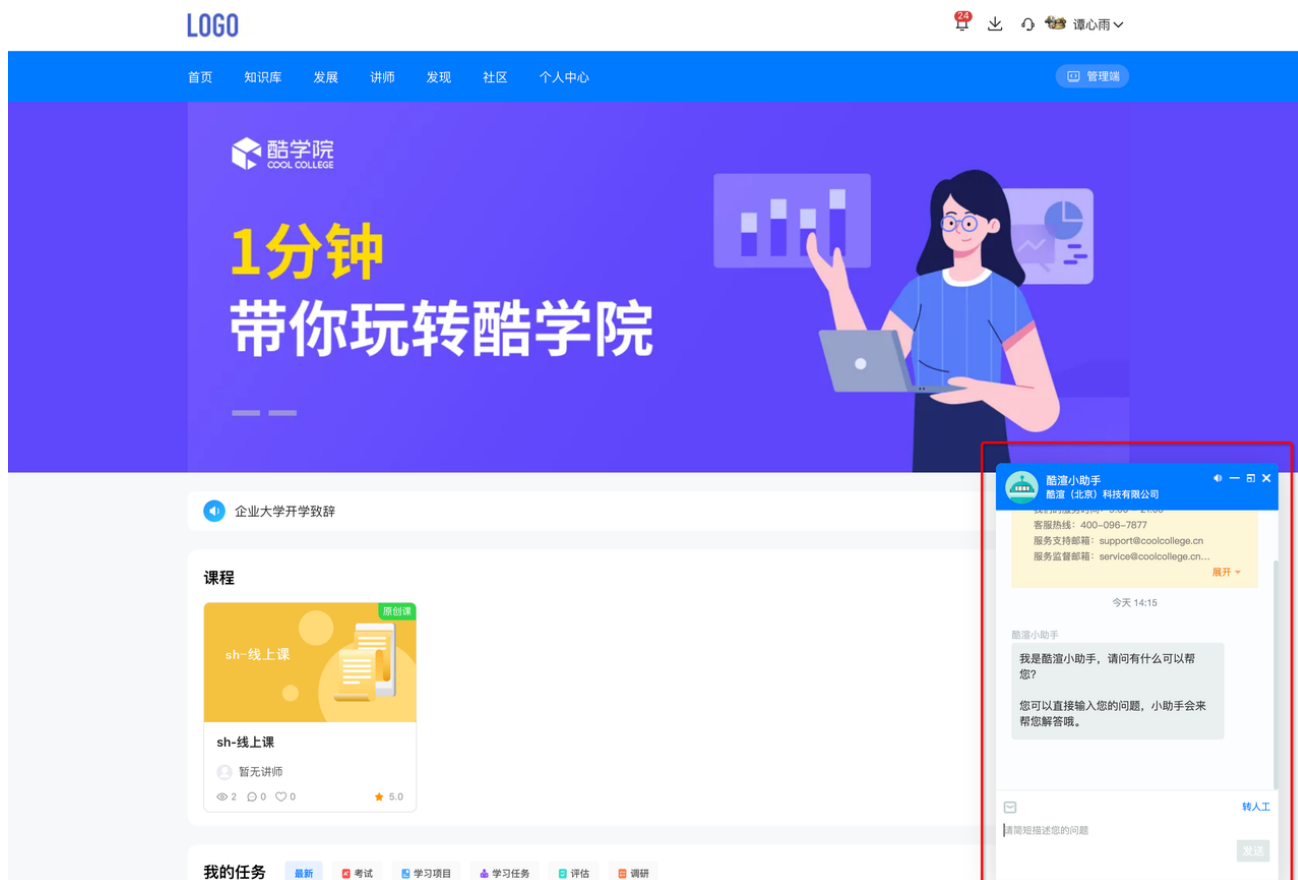 LOGO
24
谭心雨
首页 知识库 发展 讲师 发现 社区 个人中心
管理端
酷学院
COOL COLLEGE
1分钟
带你玩转酷学院
企业大学开学致辞
课程
原创课
sh-线上课
sh-线上课
暂无讲师
2 0 0 5.0
我的任务 最新 考试 学习项目 学习任务 评估 调研
酷渲小助手
酷渲（北京）科技有限公司
客服热线：400-096-7877
服务支持邮箱：support@coolcollege.cn
服务监督邮箱：service@coolcollege.cn...
展开
今天 14:15
酷渲小助手
我是酷渲小助手，请问有什么可以帮
您？
您可以直接输入您的问题，小助手会来
帮您解答哦。
转人工
请简短描述您的问题
发送